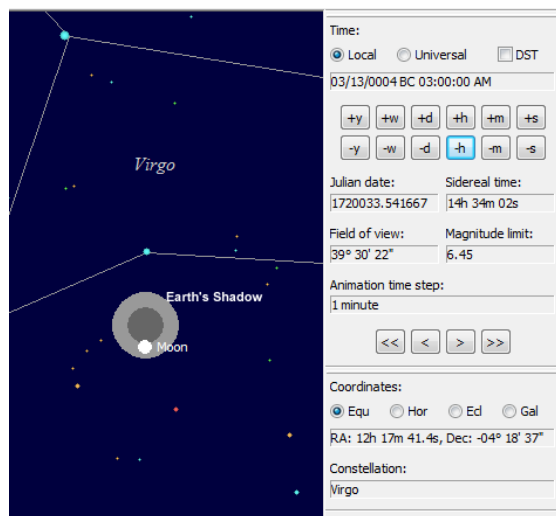 Virgo
Earth's Shadow
Moon
Time:
Local Universal DST
03/13/0004 BC 03:00:00 AM
+y +w +d +h +m +s
-y -w -d -h -m -s
Julian date: Sidereal time:
1720033.541667 14h 34m 02s
Field of view: Magnitude limit:
39° 30' 22" 6.45
Animation time step:
1 minute
<< < > >>
Coordinates:
Equ Hor Ecl Gal
RA: 12h 17m 41.4s, Dec: -04° 18' 37"
Constellation:
Virgo